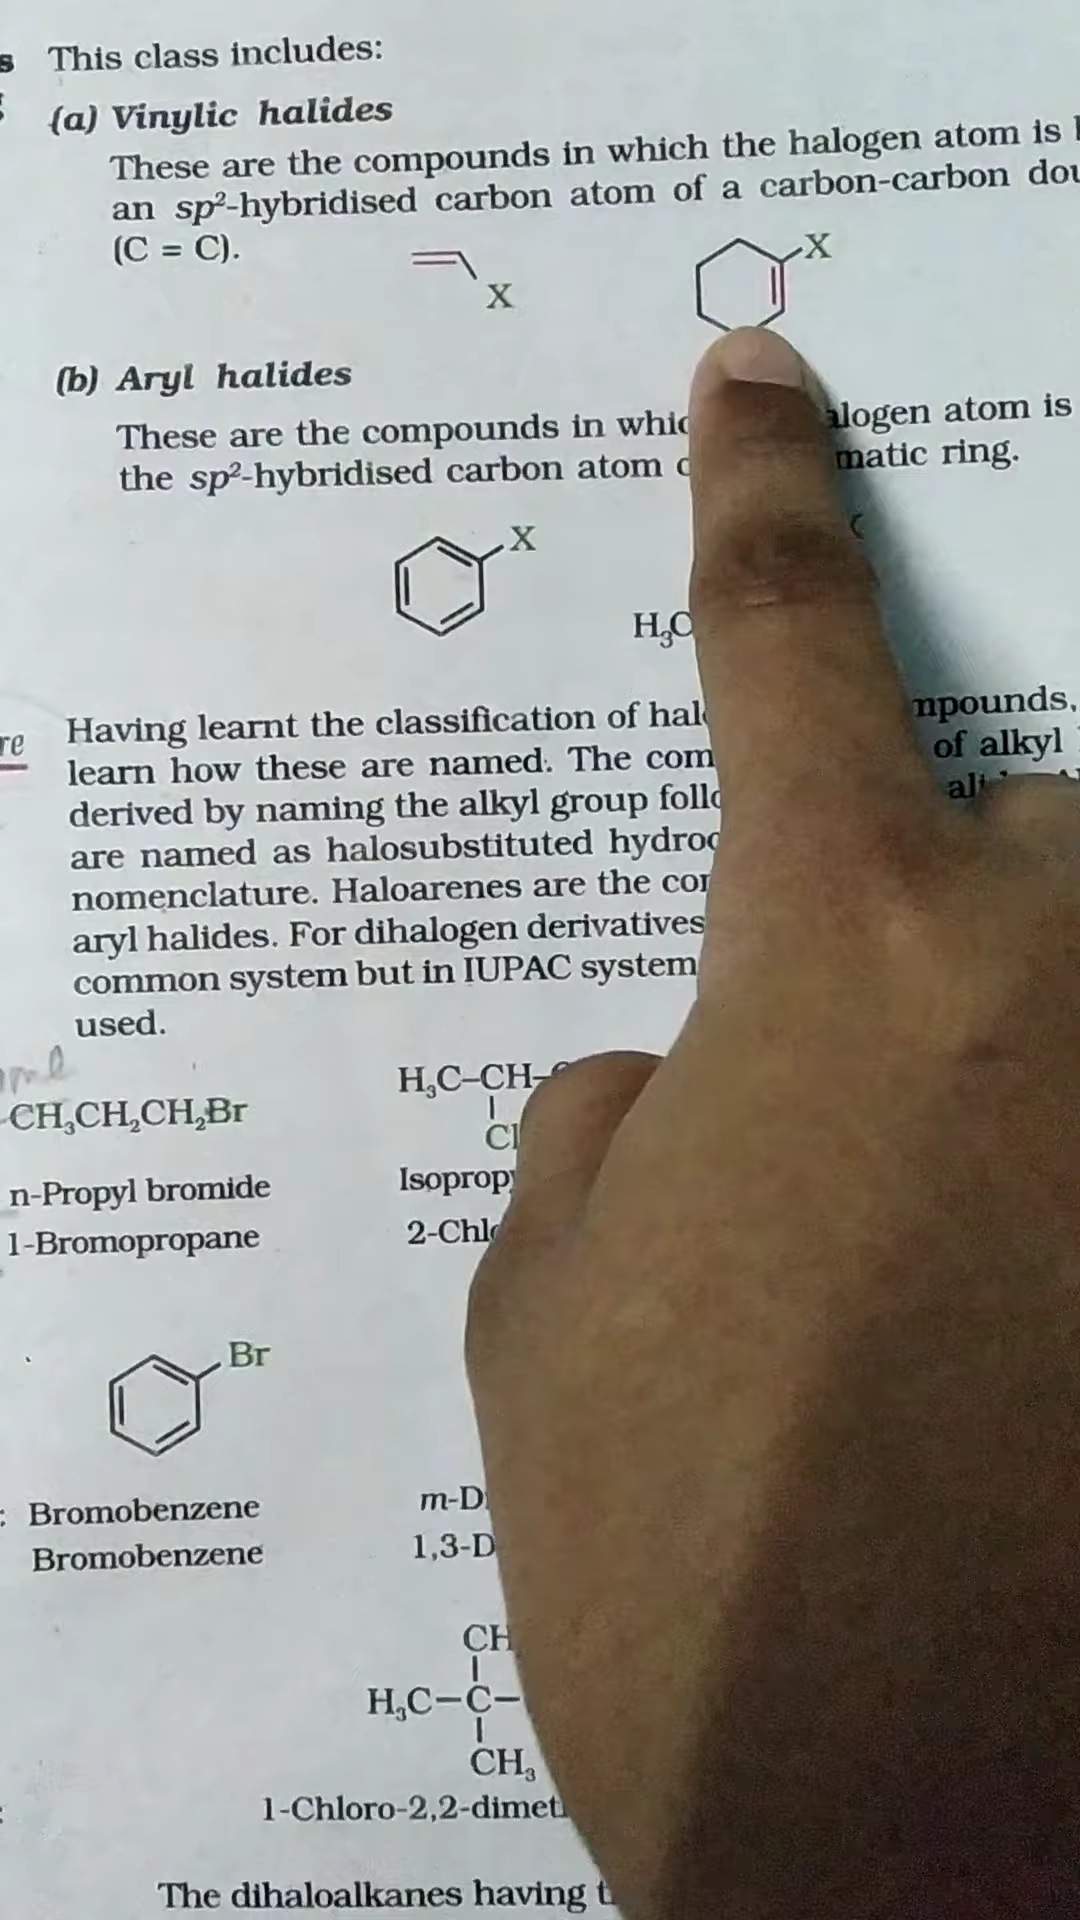 s This class includes:
(a) Vinylic halides
These are the compounds in which the halogen atom is
an sp²-hybridised carbon atom of a carbon-carbon dou
(C = C).
X
X
(b) Aryl halides
These are the compounds in whic alogen atom is
the sp²-hybridised carbon atom matic ring.
X
H₃C
re Having learnt the classification of hal mpounds,
learn how these are named. The com of alkyl
derived by naming the alkyl group foll
are named as halosubstituted hydroc
nomenclature. Haloarenes are the
aryl halides. For dihalogen derivatives
common system but in IUPAC system
used.
CH₃CH₂CH₂Br H₃C–CH–
Cl
n-Propyl bromide Isoprop
1-Bromopropane 2-Chl
Br
: Bromobenzene m-D
Bromobenzene 1,3-D
CH
H₃C–C–
CH₃
1-Chloro-2,2-dimet
The dihaloalkanes having t